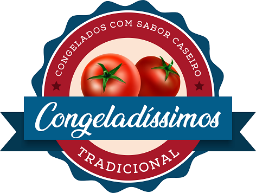 CONGELADOS COM SABOR CASEIRO
Congeladíssimos
TRADICIONAL